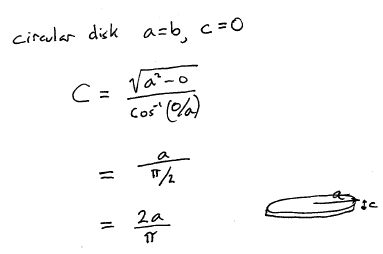 circular disk a=b, c=0
C = √(a²-0) / cos⁻¹(0/a)
= a / π/2
= 2a / π
a
c